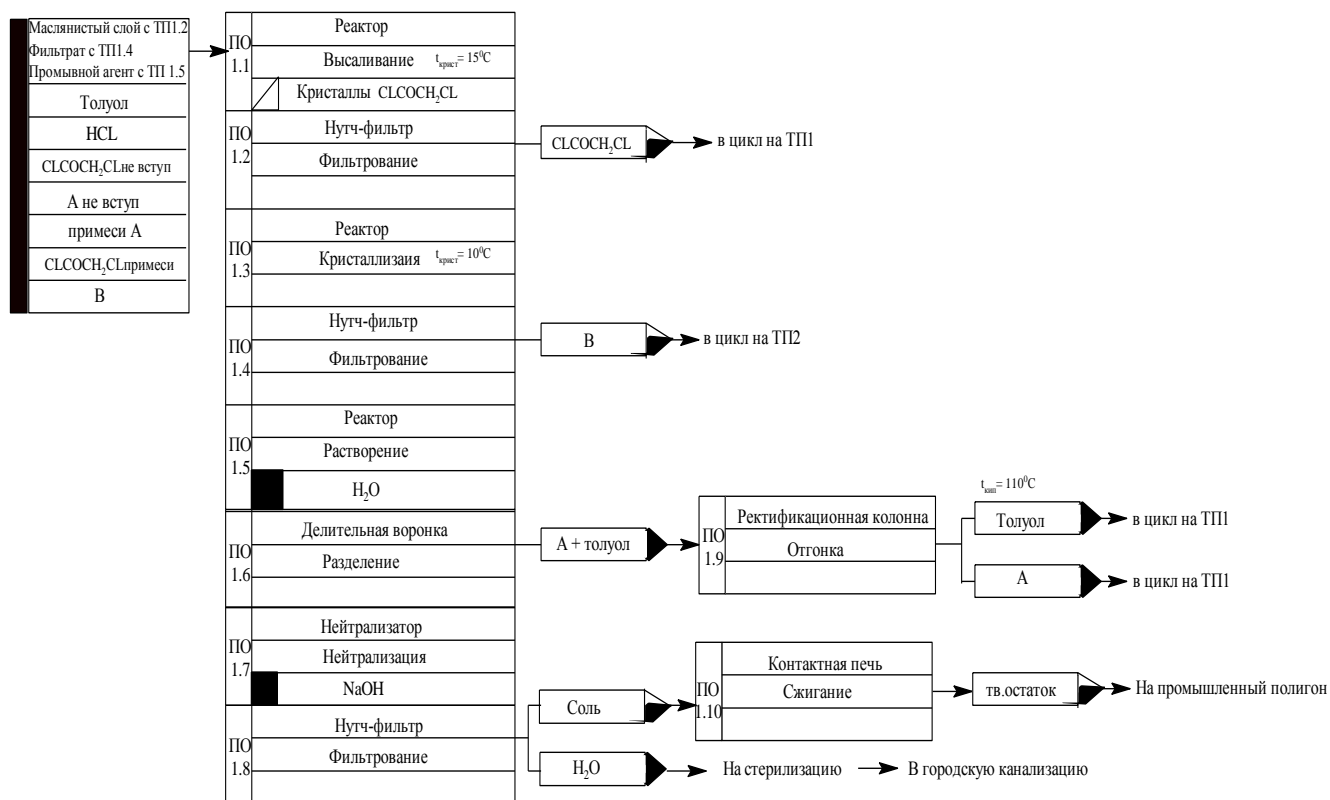 Маслянистый слой с ТП1.2
Фильтрат с ТП1.4
Промывной агент с ТП 1.5
Толуол
HCL
CLCOCH2CLне вступ
А не вступ
примеси А
CLCOCH2CLпримеси
В
ПО 1.1
Реактор
Высаливание tкрист= 15⁰C
Кристаллы CLCOCH2CL
ПО 1.2
Нутч-фильтр
Фильтрование
CLCOCH2CL
в цикл на ТП1
ПО 1.3
Реактор
Кристаллизаия tкрист= 10⁰C
ПО 1.4
Нутч-фильтр
Фильтрование
В
в цикл на ТП2
ПО 1.5
Реактор
Растворение
H2O
ПО 1.6
Делительная воронка
Разделение
А + толуол
ПО 1.9
Ректификационная колонна
Отгонка
tкип= 110⁰C
Толуол
в цикл на ТП1
А
в цикл на ТП1
ПО 1.7
Нейтрализатор
Нейтрализация
NaOH
ПО 1.8
Нутч-фильтр
Фильтрование
Соль
ПО 1.10
Контактная печь
Сжигание
тв.остаток
На промышленный полигон
H2O
На стерилизацию
В городскую канализацию